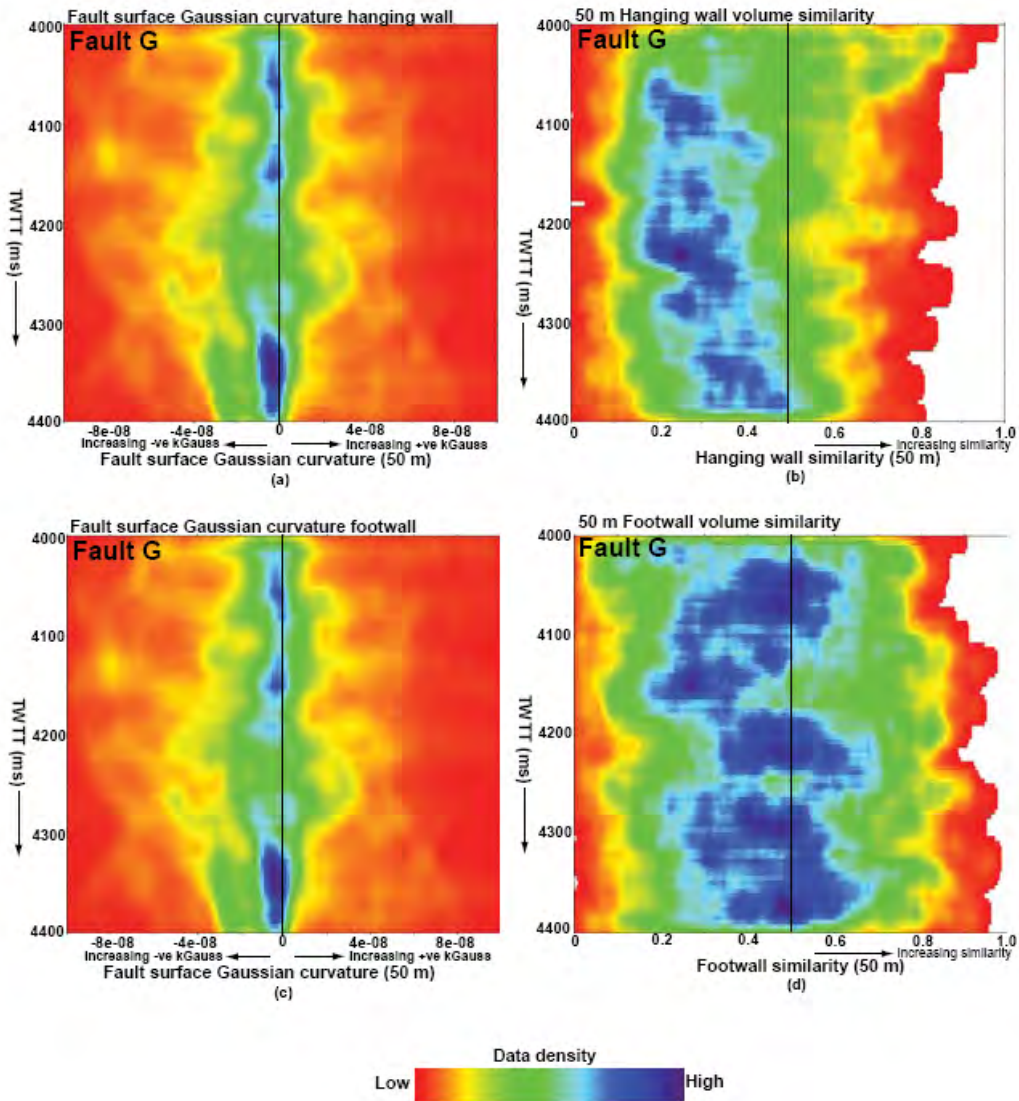 Fault surface Gaussian curvature hanging wall
Fault G
4000
4100
4200
4300
4400
TWTT (ms)
-8e-08 -4e-08 0 4e-08 8e-08
Increasing -ve kGauss Increasing +ve kGauss
Fault surface Gaussian curvature (50 m)
(a)
50 m Hanging wall volume similarity
Fault G
4000
4100
4200
4300
4400
TWTT (ms)
0 0.2 0.4 0.6 0.8 1.0
Increasing similarity
Hanging wall similarity (50 m)
(b)
Fault surface Gaussian curvature footwall
Fault G
4000
4100
4200
4300
4400
TWTT (ms)
-8e-08 -4e-08 0 4e-08 8e-08
Increasing -ve kGauss Increasing +ve kGauss
Fault surface Gaussian curvature (50 m)
(c)
50 m Footwall volume similarity
Fault G
4000
4100
4200
4300
4400
TWTT (ms)
0 0.2 0.4 0.6 0.8 1.0
Increasing similarity
Footwall similarity (50 m)
(d)
Data density
Low High